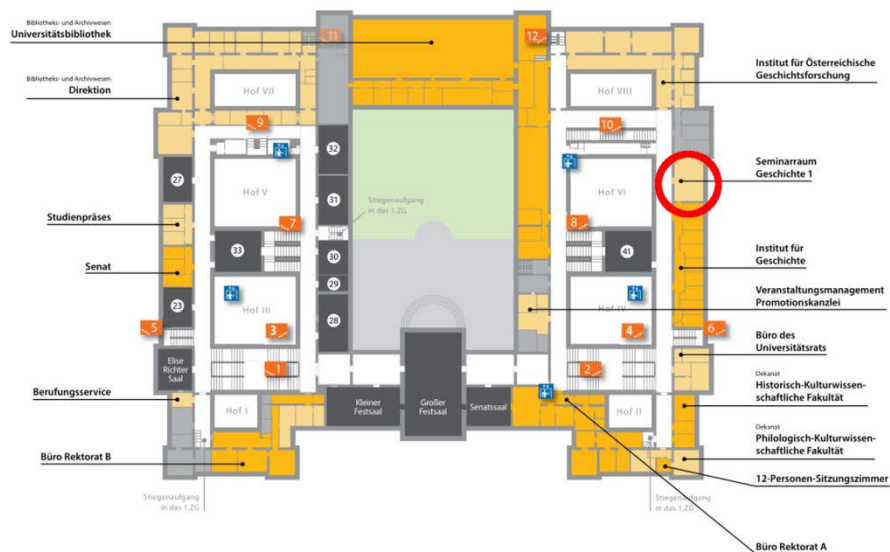 Bibliotheks- und Archivwesen
Universitätsbibliothek
Bibliotheks- und Archivwesen
Direktion
Studienpräses
Senat
Berufungsservice
Büro Rektorat B
Stiegenaufgang
in das 1.ZG
11
12
Hof VII
Hof VIII
9
10
27
32
Hof V
31
Stiegenaufgang
in das 1.ZG
Hof VI
7
8
33
30
41
29
23
Hof III
28
Hof IV
3
4
5
6
Elise
Richter
Saal
1
2
Hof I
Kleiner
Festsaal
Großer
Festsaal
Senatssaal
Hof II
Institut für Österreichische
Geschichtsforschung
Seminarraum
Geschichte 1
Institut für
Geschichte
Veranstaltungsmanagement
Promotionskanzlei
Büro des
Universitätsrats
Dekanat
Historisch-Kulturwissen-
schaftliche Fakultät
Dekanat
Philologisch-Kulturwissen-
schaftliche Fakultät
12-Personen-Sitzungszimmer
Stiegenaufgang
in das 1.ZG
Büro Rektorat A